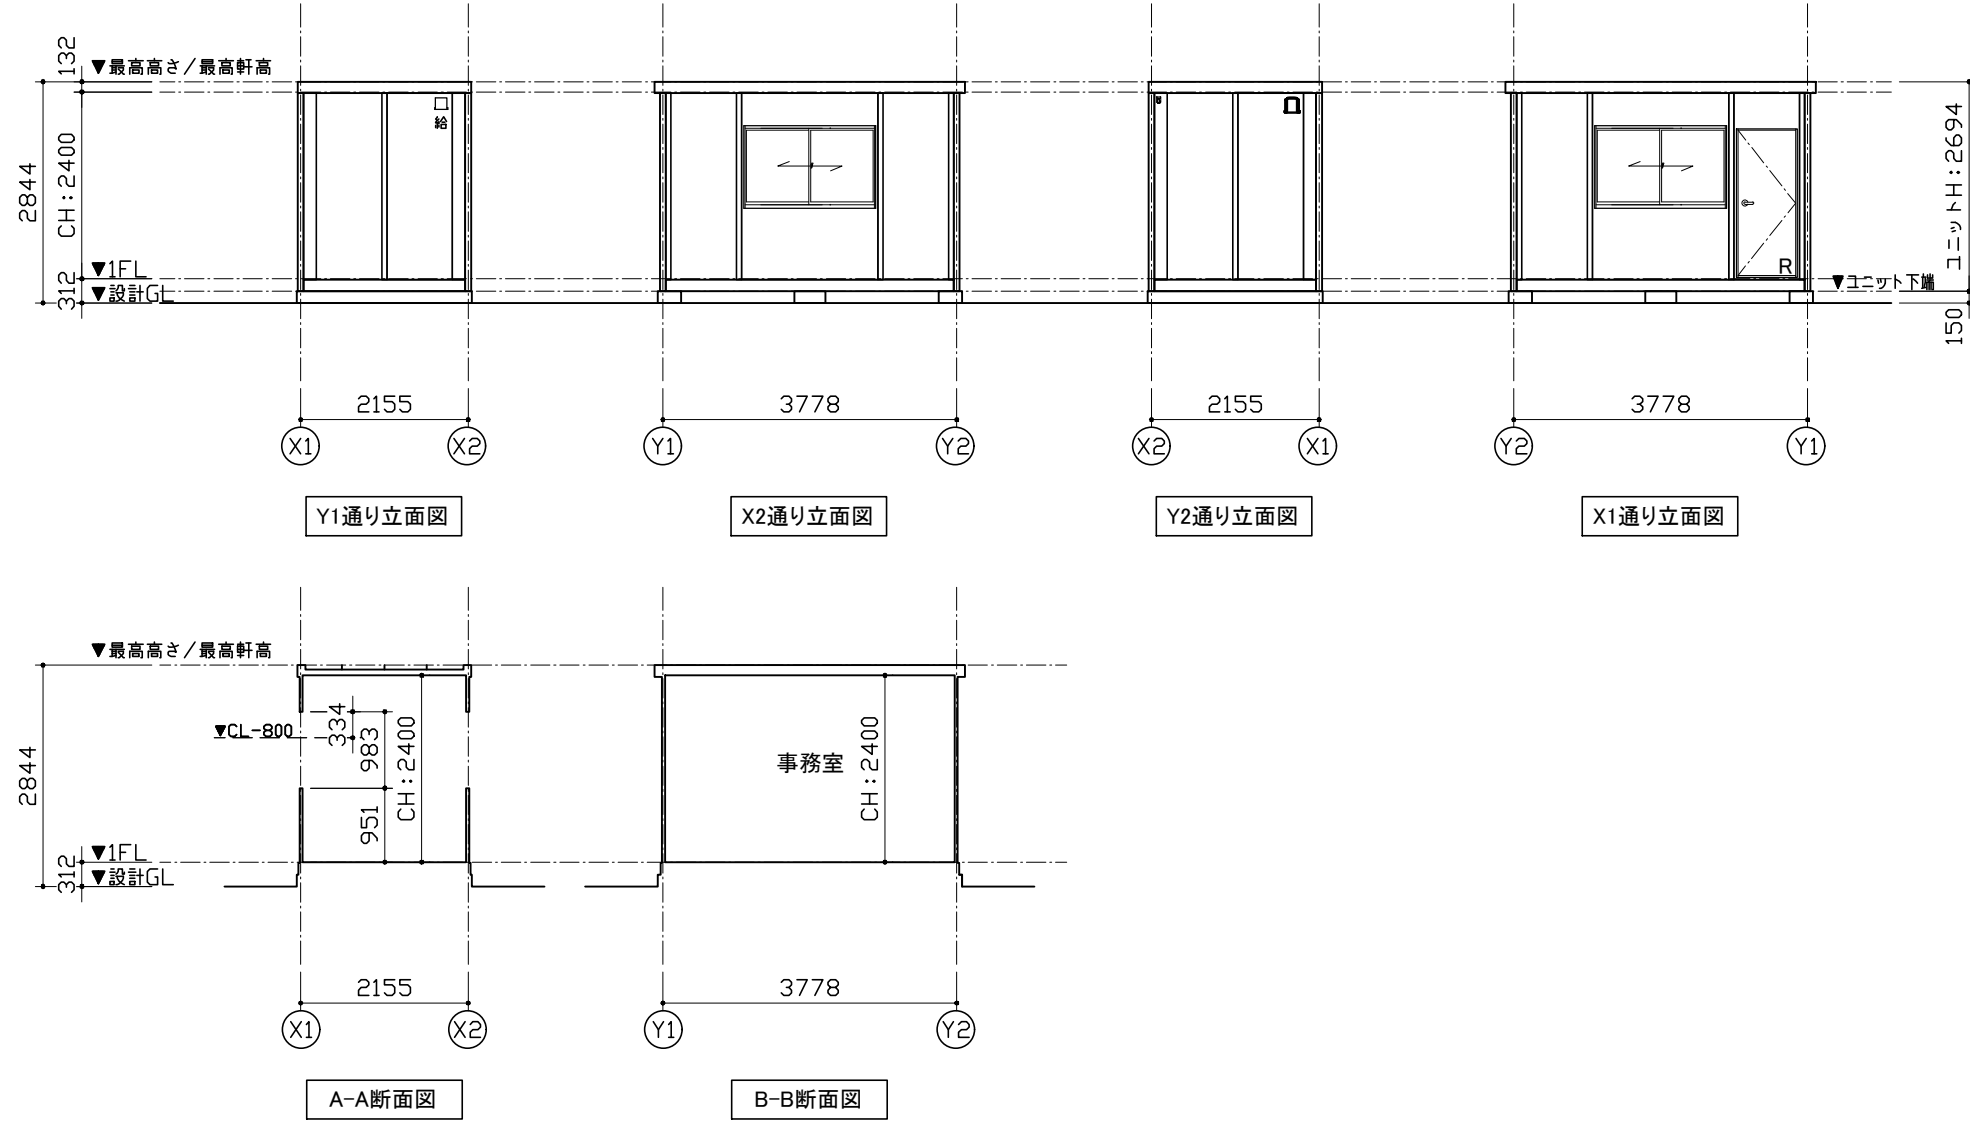 132
▼最高高さ/最高軒高
給
2844
CH:2400
ユニットH:2694
▼1FL
R
312
▼設計GL
▼ユニット下端
150
2155
3778
2155
3778
X1
X2
Y1
Y2
X2
X1
Y2
Y1
Y1通り立面図
X2通り立面図
Y2通り立面図
X1通り立面図
▼最高高さ/最高軒高
▼CL-800
334
983
CH:2400
事務室
CH:2400
2844
951
▼1FL
312
▼設計GL
2155
3778
X1
X2
Y1
Y2
A-A断面図
B-B断面図